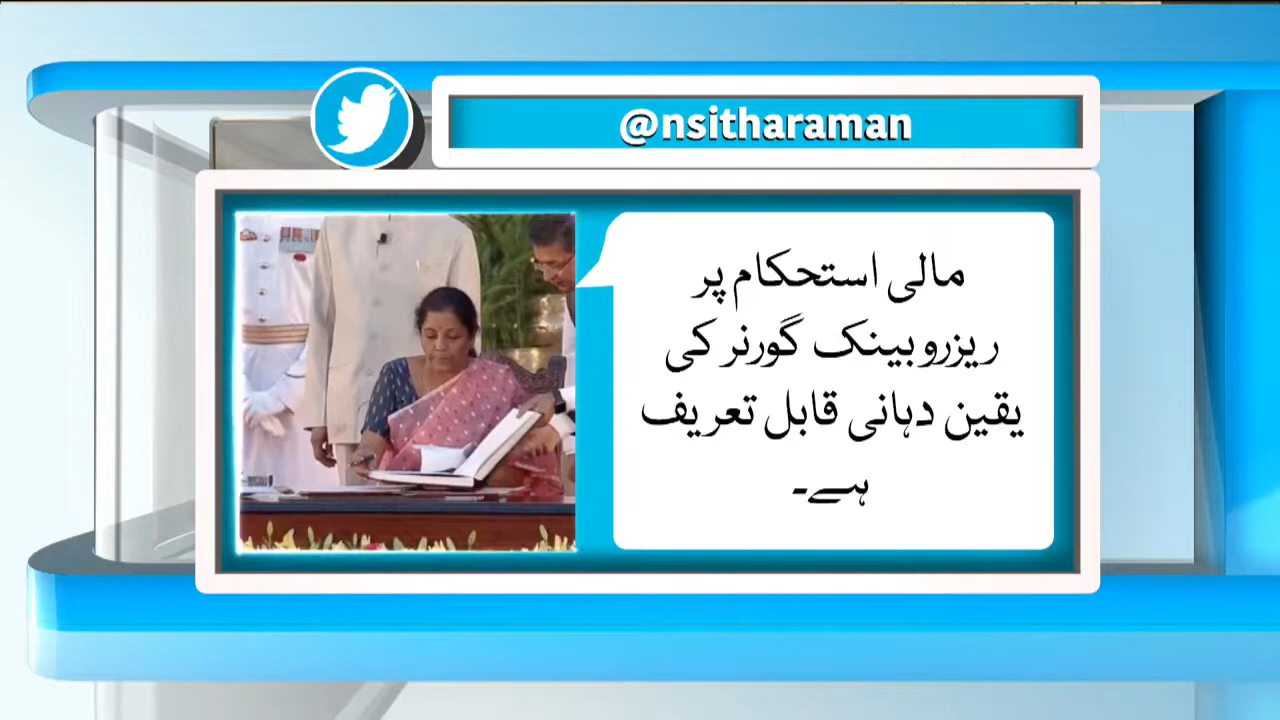 @nsitharaman
مالی استحکام پر
ریزرو بینک گورنر کی
یقین دہانی قابل تعریف
ہے۔